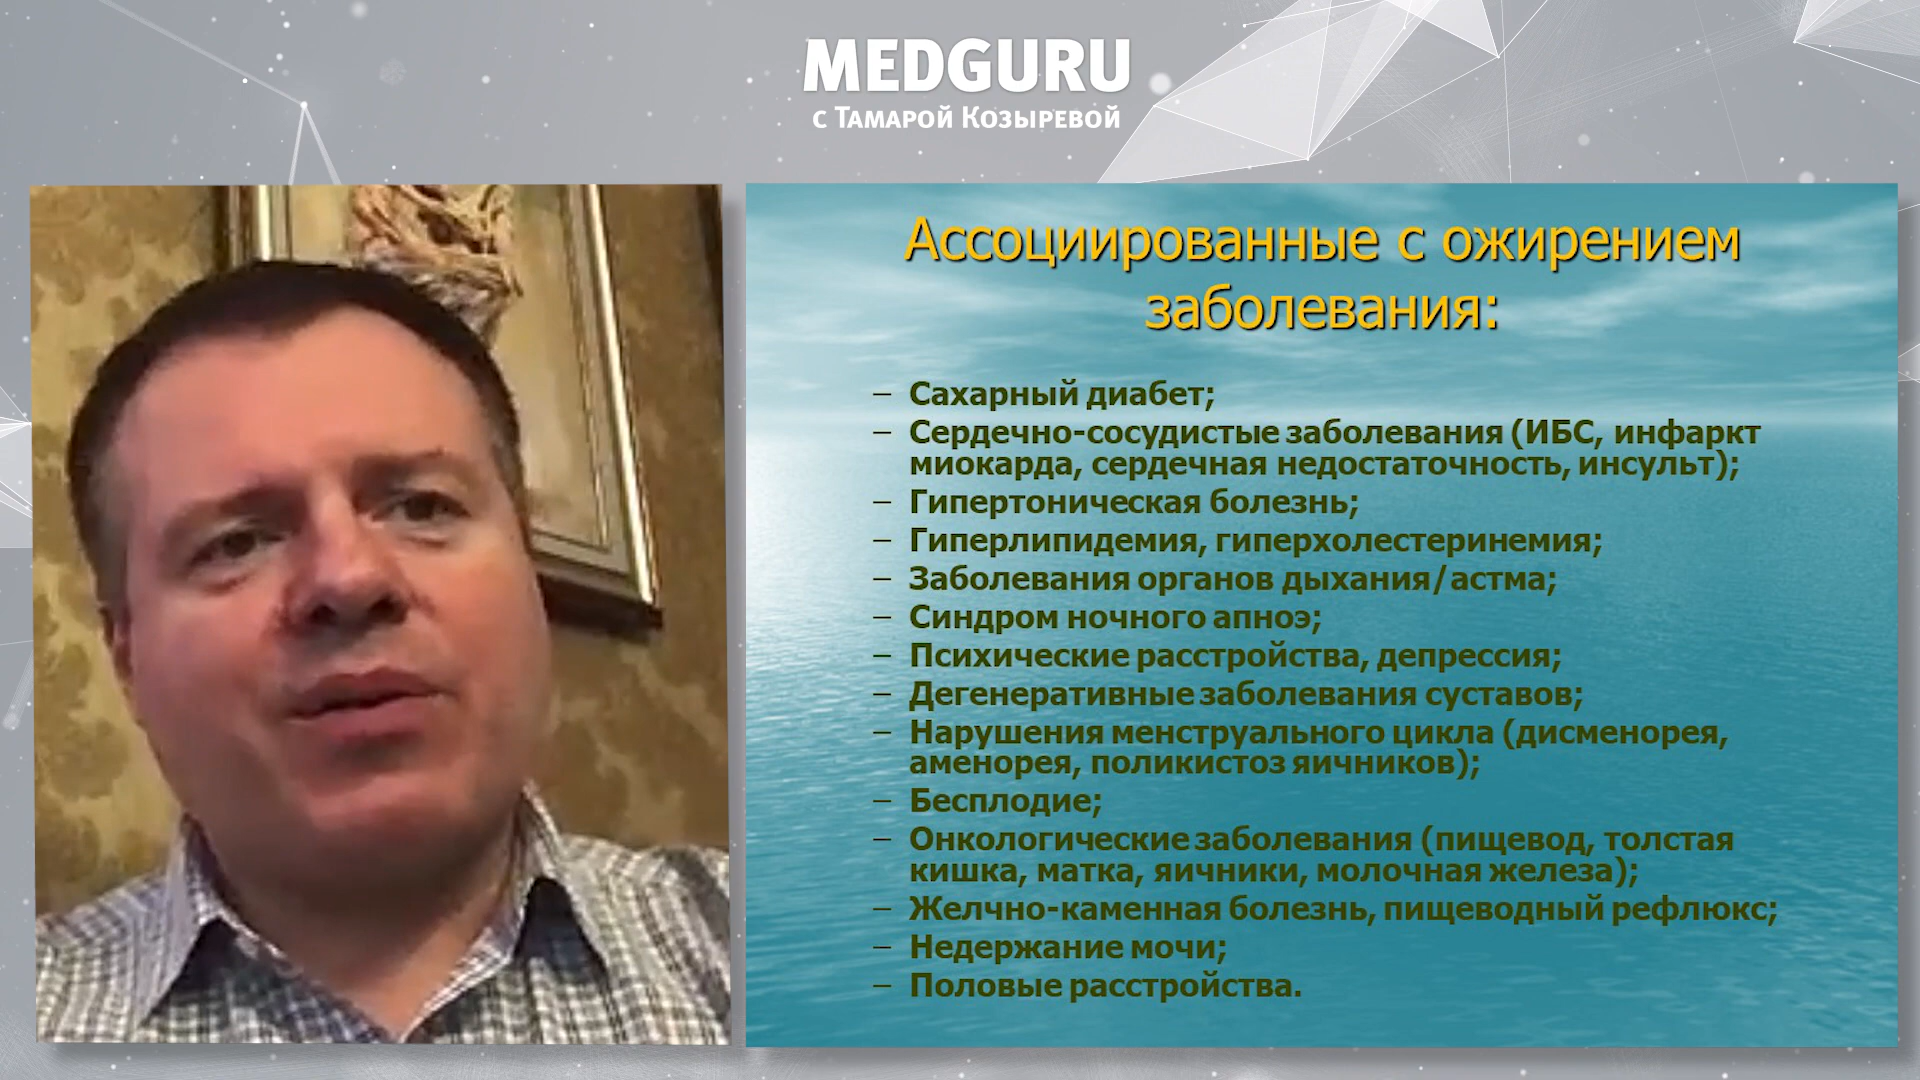 MEDGURU
с Тамарой Козыревой
Ассоциированные с ожирением
заболевания:
– Сахарный диабет;
– Сердечно-сосудистые заболевания (ИБС, инфаркт
миокарда, сердечная недостаточность, инсульт);
– Гипертоническая болезнь;
– Гиперлипидемия, гиперхолестеринемия;
– Заболевания органов дыхания/астма;
– Синдром ночного апноэ;
– Психические расстройства, депрессия;
– Дегенеративные заболевания суставов;
– Нарушения менструального цикла (дисменорея,
аменорея, поликистоз яичников);
– Бесплодие;
– Онкологические заболевания (пищевод, толстая
кишка, матка, яичники, молочная железа);
– Желчно-каменная болезнь, пищеводный рефлюкс;
– Недержание мочи;
– Половые расстройства.